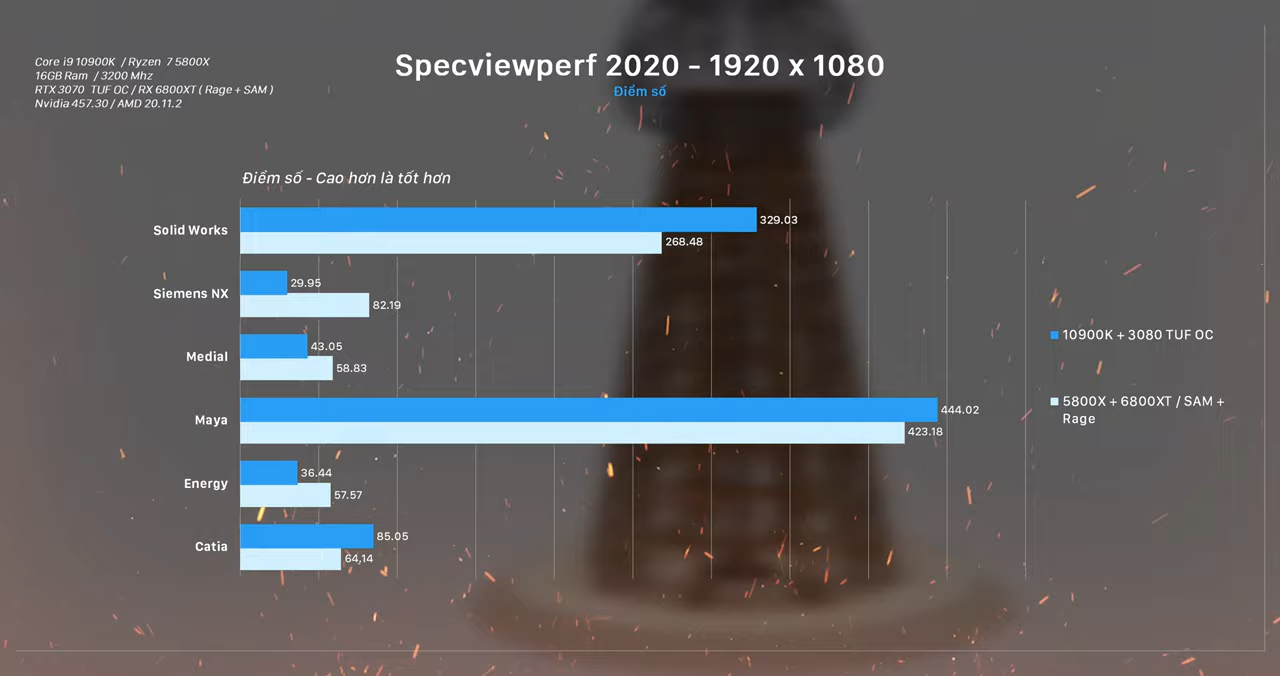 Core i9 10900K / Ryzen 7 5800X
16GB Ram / 3200 Mhz
RTX 3070 TUF OC / RX 6800XT ( Rage + SAM )
Nvidia 457.30 / AMD 20.11.2
Specviewperf 2020 - 1920 x 1080
Điểm số
Điểm số - Cao hơn là tốt hơn
Solid Works
329.03
268.48
Siemens NX
29.95
82.19
Medial
43.05
58.83
Maya
444.02
423.18
Energy
36.44
57.57
Catia
85.05
64,14
10900K + 3080 TUF OC
5800X + 6800XT / SAM +
Rage